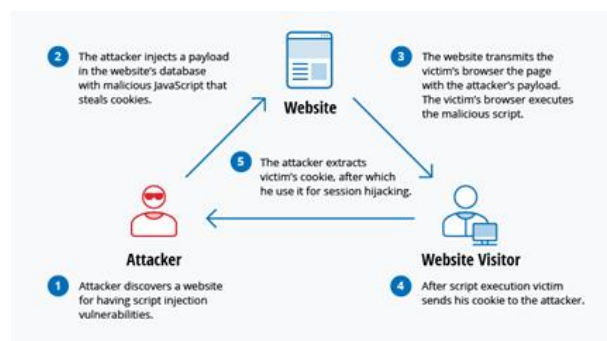 2
The attacker injects a payload
in the website's database
with malicious JavaScript that
steals cookies.
Website
3
The website transmits the
victim's browser the page
with the attacker's payload.
The victim's browser executes
the malicious script.
5
The attacker extracts
victim's cookie, after which
he use it for session hijacking.
Attacker
1
Attacker discovers a website
for having script injection
vulnerabilities.
Website Visitor
4
After script execution victim
sends his cookie to the attacker.